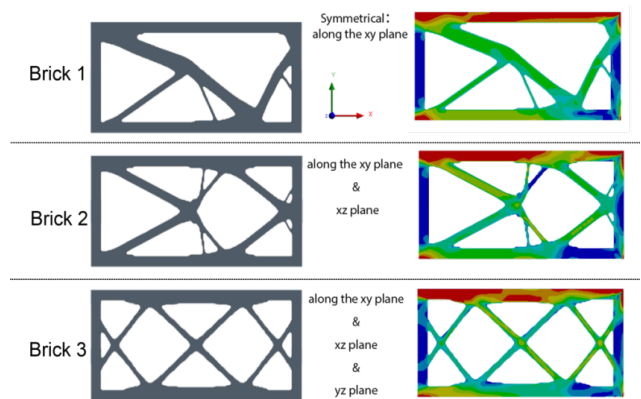 Symmetrical:
along the xy plane
Brick 1
Y
Z
X
along the xy plane
&
xz plane
Brick 2
along the xy plane
&
xz plane
&
yz plane
Brick 3